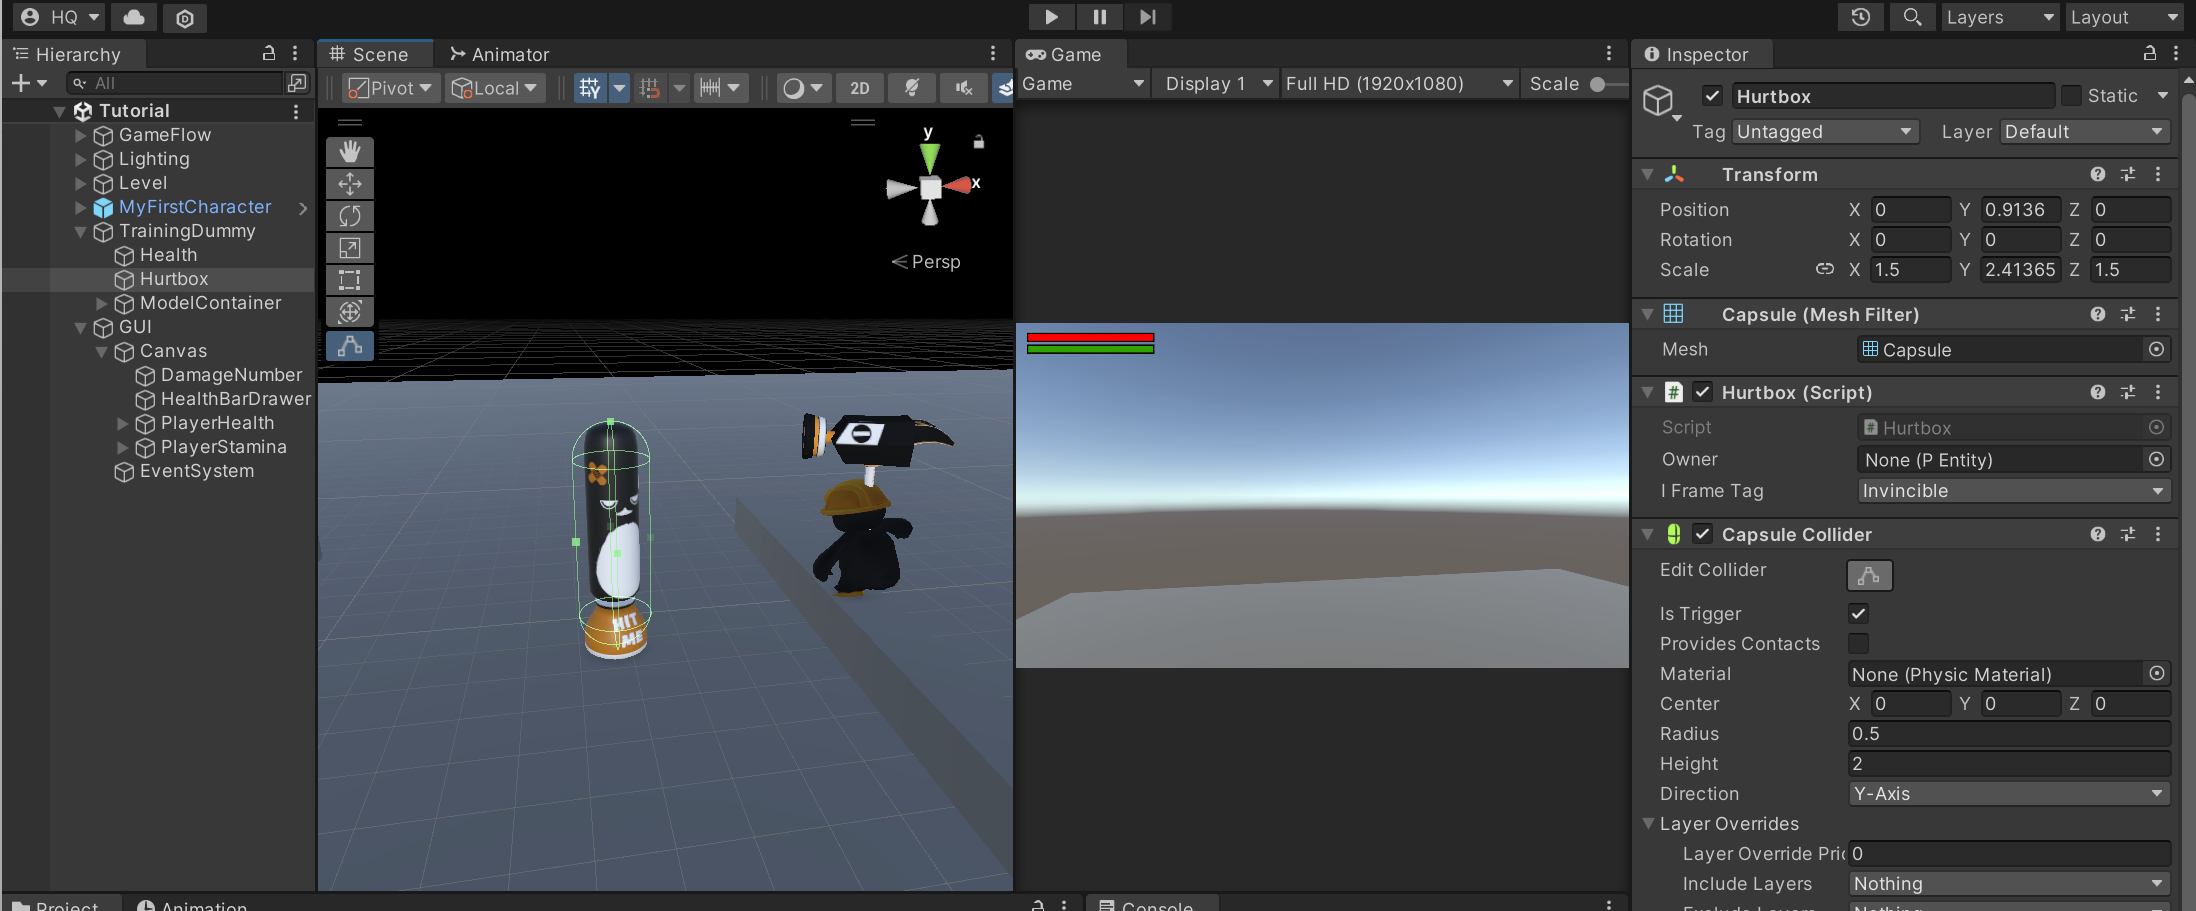 HQ
Layers
Layout
Hierarchy
All
Tutorial
GameFlow
Lighting
Level
MyFirstCharacter
TrainingDummy
Health
Hurtbox
ModelContainer
GUI
Canvas
DamageNumber
HealthBarDrawer
PlayerHealth
PlayerStamina
EventSystem
Scene
Animator
Pivot
Local
2D
y
x
Persp
HIT
ME
Game
Game
Display 1
Full HD (1920x1080)
Scale
Inspector
Hurtbox
Static
Tag Untagged
Layer Default
Transform
Position X 0 Y 0.9136 Z 0
Rotation X 0 Y 0 Z 0
Scale X 1.5 Y 2.41365 Z 1.5
Capsule (Mesh Filter)
Mesh Capsule
# Hurtbox (Script)
Script # Hurtbox
Owner None (P Entity)
I Frame Tag Invincible
Capsule Collider
Edit Collider
Is Trigger
Provides Contacts
Material None (Physic Material)
Center X 0 Y 0 Z 0
Radius 0.5
Height 2
Direction Y-Axis
Layer Overrides
Layer Override Pri 0
Include Layers Nothing
Exclude Layers Nothing
Project
Animation
Console